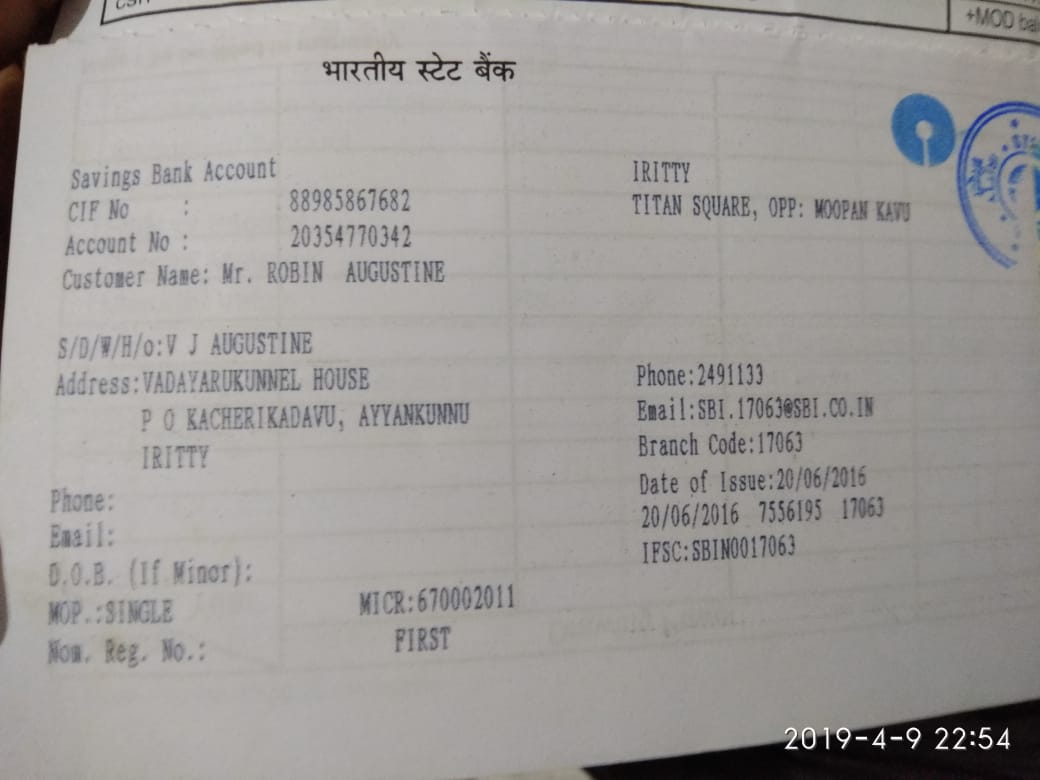 +MOD
भारतीय स्टेट बैंक
Savings Bank Account
CIF No : 88985867682
Account No : 20354770342
Customer Name: Mr. ROBIN AUGUSTINE
IRITTY
TITAN SQUARE, OPP: MOOPAN KAVU
S/D/W/H/o:V J AUGUSTINE
Address:VADAYARUKUNNEL HOUSE
P O KACHERIKADAVU, AYYANKUNNU
IRITTY
Phone:
Email:
D.O.B. (If Minor):
MOP.:SINGLE
Nom. Reg. No.:
MICR:670002011
FIRST
Phone:2491133
Email:SBI.17063@SBI.CO.IN
Branch Code:17063
Date of Issue:20/06/2016
20/06/2016 7556195 17063
IFSC:SBIN0017063
2019-4-9 22:54